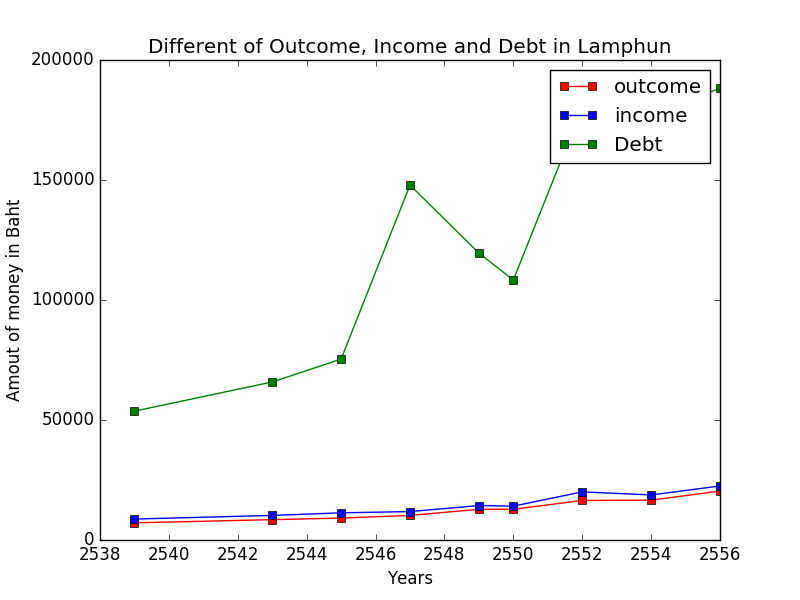 Different of Outcome, Income and Debt in Lamphun
200000
150000
100000
50000
0
Amout of money in Baht
outcome
income
Debt
2538 2540 2542 2544 2546 2548 2550 2552 2554 2556
Years